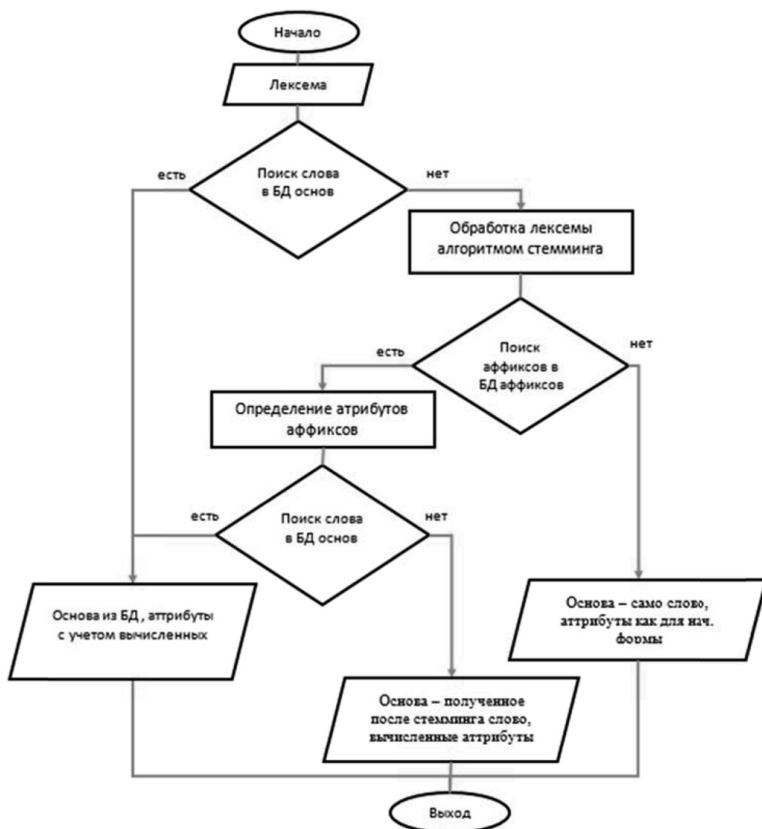 Начало
Лексема
Поиск слова
в БД основ
есть
нет
Обработка лексемы
алгоритмом стемминга
Поиск
аффиксов в
БД аффиксов
есть
нет
Определение атрибутов
аффиксов
Поиск слова
в БД основ
есть
нет
Основа из БД, аттрибуты
с учетом вычисленных
Основа – само слово,
аттрибуты как для нач.
формы
Основа – полученное
после стемминга слово,
вычисленные аттрибуты
Выход